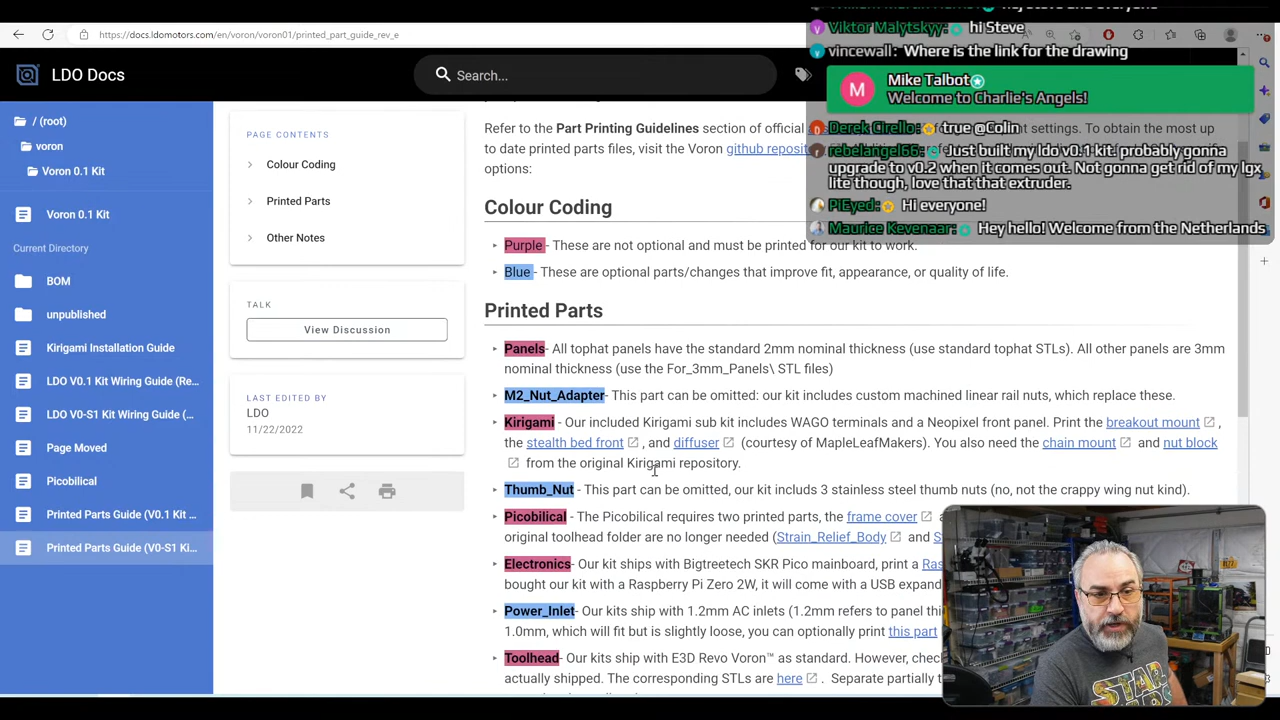 docs.ldomotors.com/en/voron/voron01/printed_part_guide_rev_e
LDO Docs
Search...
Viktor Malytskyy: hi Steve
vincewall: Where is the link for the drawing
Mike Talbot
Welcome to Charlie's Angels!
Derek Cirello: true @Colin
rebelangel66: Just built my ldo v0.1 kit. probably gonna
upgrade to v0.2 when it comes out. Not gonna get rid of my lgx
lite though, love that that extruder.
PiEyed: Hi everyone!
Maurice Kevenaar: Hey hello! Welcome from the Netherlands
/ (root)
voron
Voron 0.1 Kit
Voron 0.1 Kit
Current Directory
BOM
unpublished
Kirigami Installation Guide
LDO V0.1 Kit Wiring Guide (Re...
LDO V0-S1 Kit Wiring Guide (...
Page Moved
Picobilical
Printed Parts Guide (V0.1 Kit ...
Printed Parts Guide (V0-S1 Ki...
PAGE CONTENTS
Colour Coding
Printed Parts
Other Notes
TALK
View Discussion
LAST EDITED BY
LDO
11/22/2022
Refer to the Part Printing Guidelines section of official
nt settings. To obtain the most up
to date printed parts files, visit the Voron github reposit
options:
Colour Coding
Purple - These are not optional and must be printed for our kit to work.
Blue - These are optional parts/changes that improve fit, appearance, or quality of life.
Printed Parts
Panels- All tophat panels have the standard 2mm nominal thickness (use standard tophat STLs). All other panels are 3mm
nominal thickness (use the For_3mm_Panels\ STL files)
M2_Nut_Adapter- This part can be omitted: our kit includes custom machined linear rail nuts, which replace these.
Kirigami - Our included Kirigami sub kit includes WAGO terminals and a Neopixel front panel. Print the breakout mount ,
the stealth bed front , and diffuser (courtesy of MapleLeafMakers). You also need the chain mount and nut block
from the original Kirigami repository.
Thumb_Nut - This part can be omitted, our kit includs 3 stainless steel thumb nuts (no, not the crappy wing nut kind).
Picobilical - The Picobilical requires two printed parts, the frame cover
original toolhead folder are no longer needed (Strain_Relief_Body and S
Electronics- Our kit ships with Bigtreetech SKR Pico mainboard, print a Ras
bought our kit with a Raspberry Pi Zero 2W, it will come with a USB expand
Power_Inlet- Our kits ship with 1.2mm AC inlets (1.2mm refers to panel thi
1.0mm, which will fit but is slightly loose, you can optionally print this part
Toolhead- Our kits ship with E3D Revo Voron™ as standard. However, chec
actually shipped. The corresponding STLs are here . Separate partially t